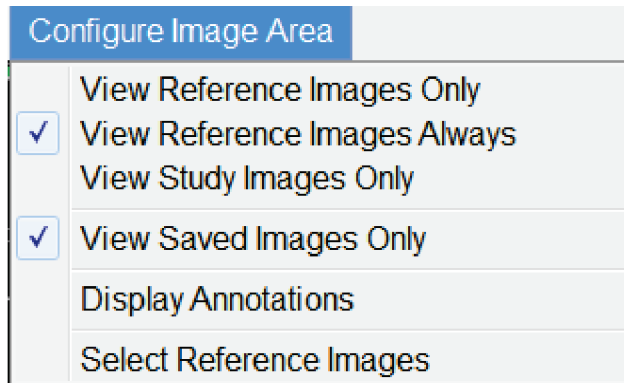 Configure Image Area
View Reference Images Only
View Reference Images Always
View Study Images Only
View Saved Images Only
Display Annotations
Select Reference Images